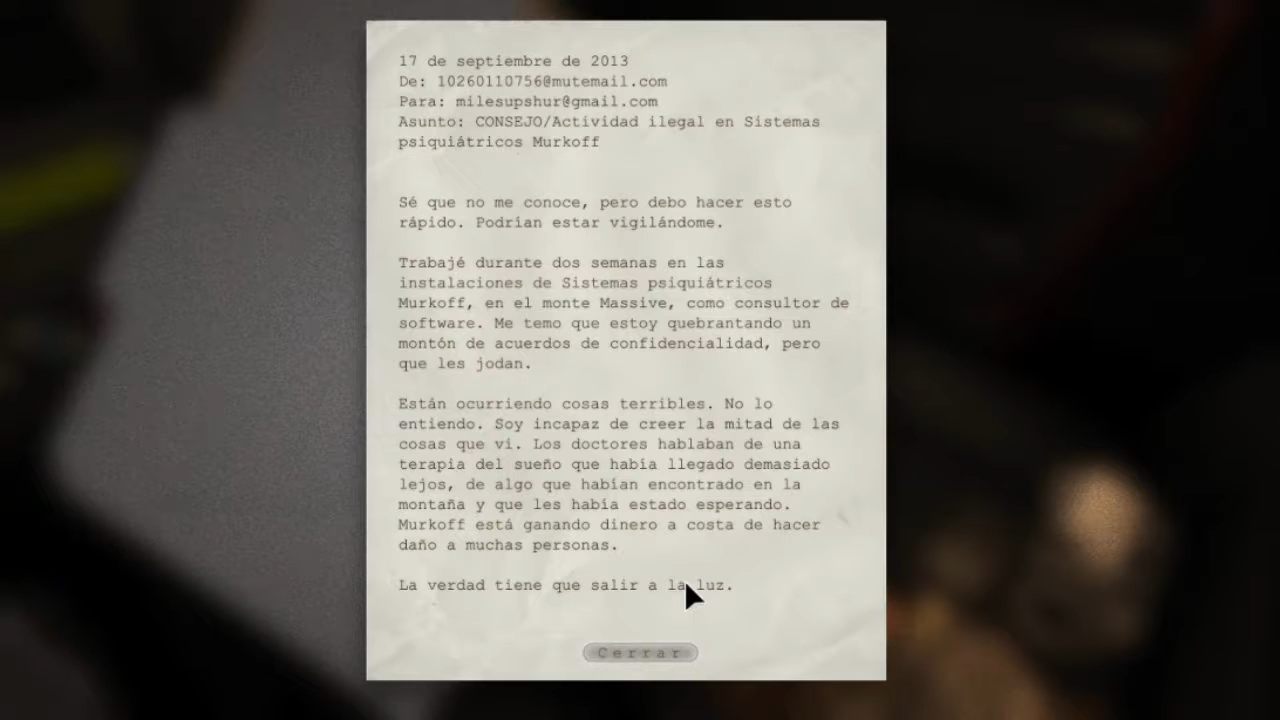 17 de septiembre de 2013
De: 10260110756@mutemail.com
Para: milesupshur@gmail.com
Asunto: CONSEJO/Actividad ilegal en Sistemas
psiquiátricos Murkoff
Sé que no me conoce, pero debo hacer esto
rápido. Podrían estar vigilándome.
Trabajé durante dos semanas en las
instalaciones de Sistemas psiquiátricos
Murkoff, en el monte Massive, como consultor de
software. Me temo que estoy quebrantando un
montón de acuerdos de confidencialidad, pero
que les jodan.
Están ocurriendo cosas terribles. No lo
entiendo. Soy incapaz de creer la mitad de las
cosas que vi. Los doctores hablaban de una
terapia del sueño que había llegado demasiado
lejos, de algo que habían encontrado en la
montaña y que les había estado esperando.
Murkoff está ganando dinero a costa de hacer
daño a muchas personas.
La verdad tiene que salir a la luz.
Cerrar